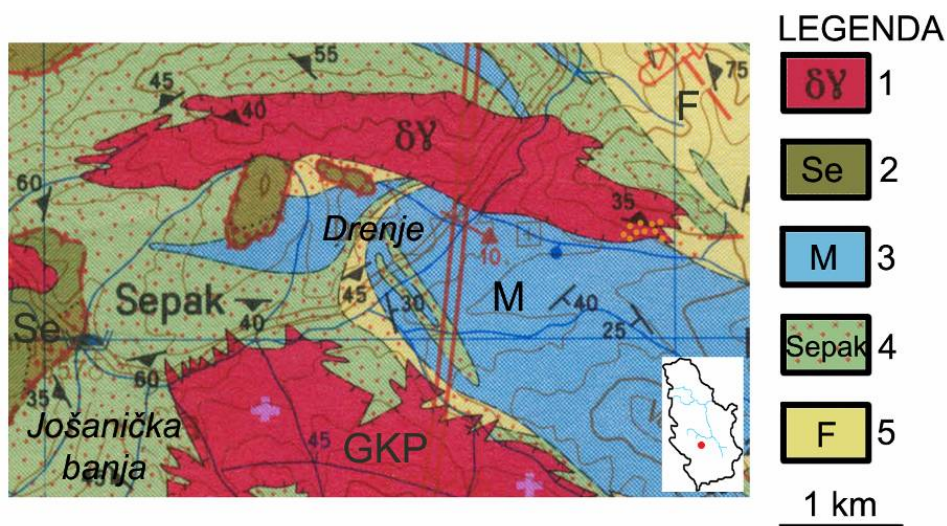 LEGENDA
δγ 1
Se 2
M 3
Sepak 4
F 5
1 km
55
45
40
δγ
F
75
60
35
Drenje
10
Sepak
45
30
M
40
25
40
Se
60
35
Jošanička
banja
45
GKP